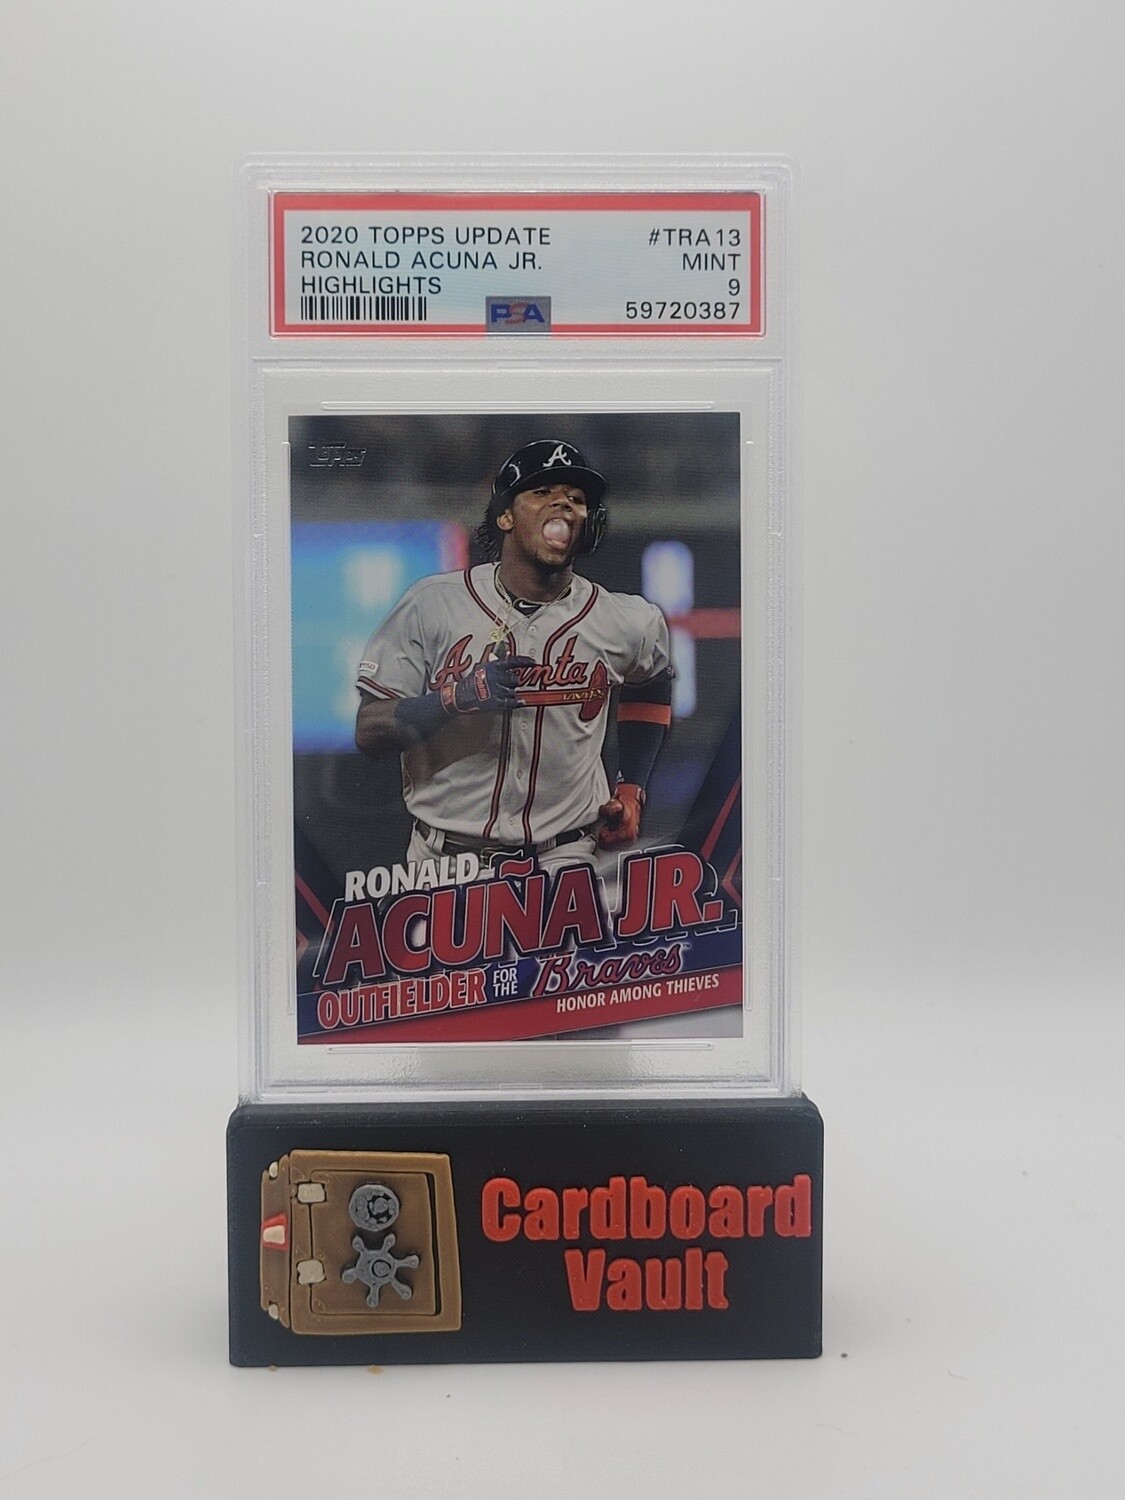 2020 TOPPS UPDATE #TRA13
RONALD ACUNA JR. MINT
HIGHLIGHTS 9
PSA 59720387
Topps
A
Atlanta
RONALD
ACUÑA JR.
OUTFIELDER FOR THE Braves™
HONOR AMONG THIEVES
Cardboard
Vault